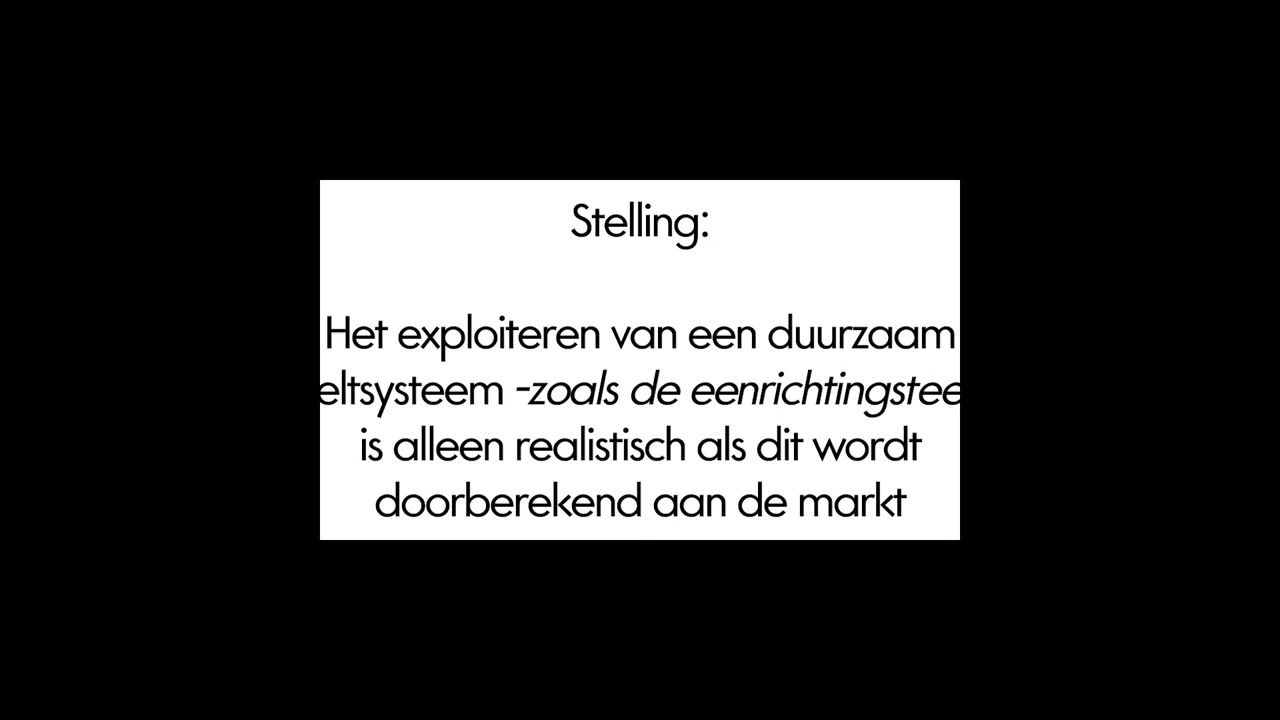 Stelling:
Het exploiteren van een duurzaam
eltsysteem -zoals de eenrichtingstee
is alleen realistisch als dit wordt
doorberekend aan de markt